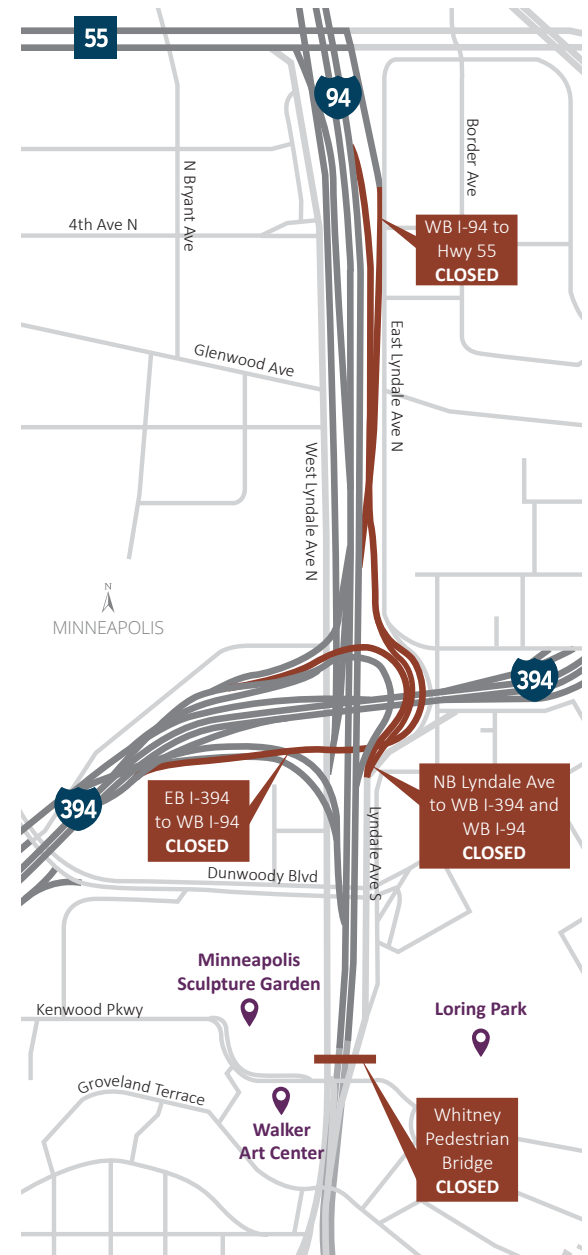 55
94
N Bryant Ave
Border Ave
4th Ave N
WB I-94 to
Hwy 55
CLOSED
East Lyndale Ave N
Glenwood Ave
West Lyndale Ave N
N
MINNEAPOLIS
394
394
EB I-394
to WB I-94
CLOSED
NB Lyndale Ave
to WB I-394 and
WB I-94
CLOSED
Lyndale Ave S
Dunwoody Blvd
Minneapolis
Sculpture Garden
Kenwood Pkwy
Loring Park
Groveland Terrace
Walker
Art Center
Whitney
Pedestrian
Bridge
CLOSED